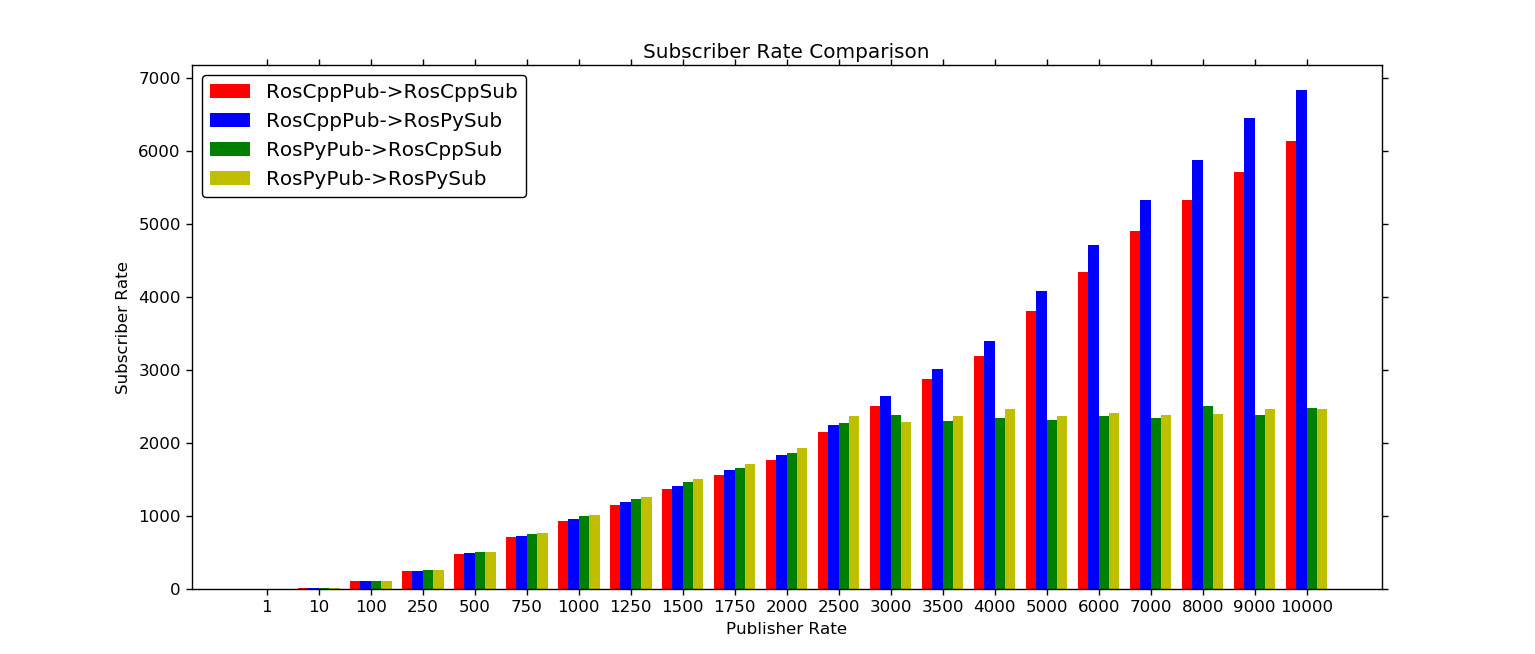 Subscriber Rate Comparison
7000
6000
5000
4000
3000
2000
1000
0
Subscriber Rate
RosCppPub->RosCppSub
RosCppPub->RosPySub
RosPyPub->RosCppSub
RosPyPub->RosPySub
1 10 100 250 500 750 1000 1250 1500 1750 2000 2500 3000 3500 4000 5000 6000 7000 8000 9000 10000
Publisher Rate